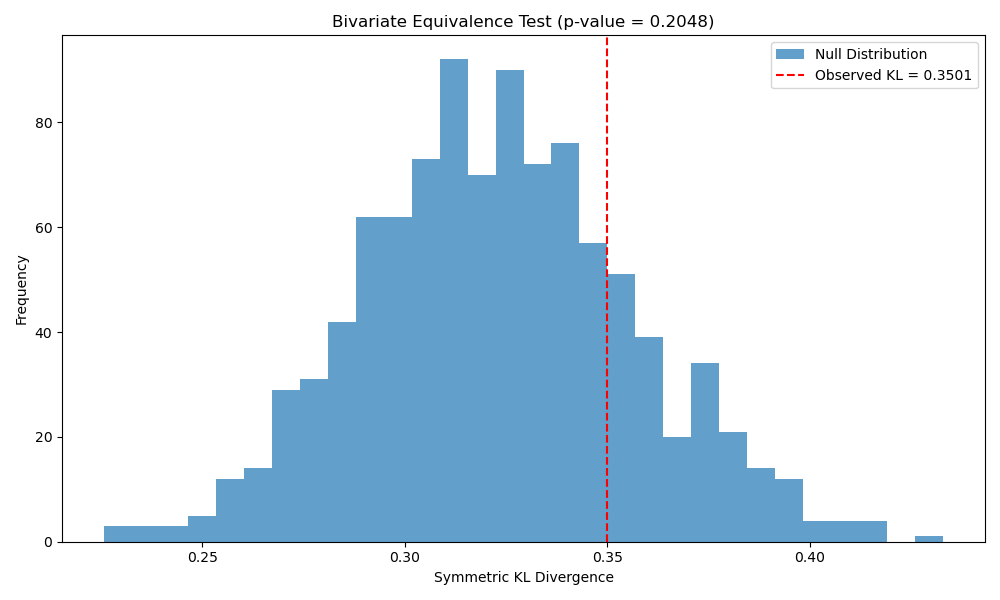 Bivariate Equivalence Test (p-value = 0.2048)
Null Distribution
Observed KL = 0.3501
Frequency
80
60
40
20
0
0.25 0.30 0.35 0.40
Symmetric KL Divergence